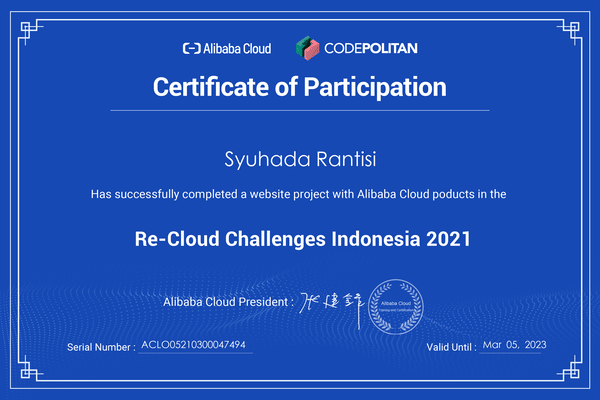 Alibaba Cloud CODEPOLITAN
Certificate of Participation
Syuhada Rantisi
Has successfully completed a website project with Alibaba Cloud poducts in the
Re-Cloud Challenges Indonesia 2021
Alibaba Cloud President :
Alibaba Cloud
Serial Number : ACLO05210300047494
Valid Until : Mar 05, 2023